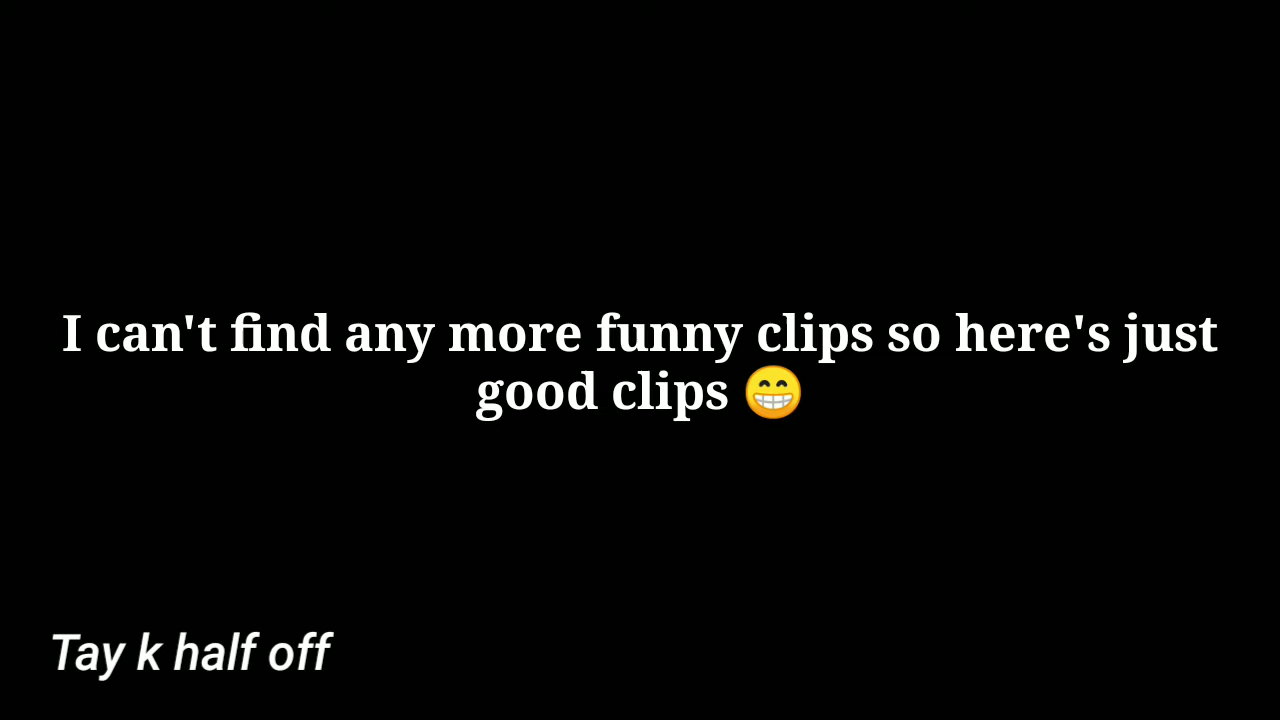 I can't find any more funny clips so here's just
good clips 😁
Tay k half off